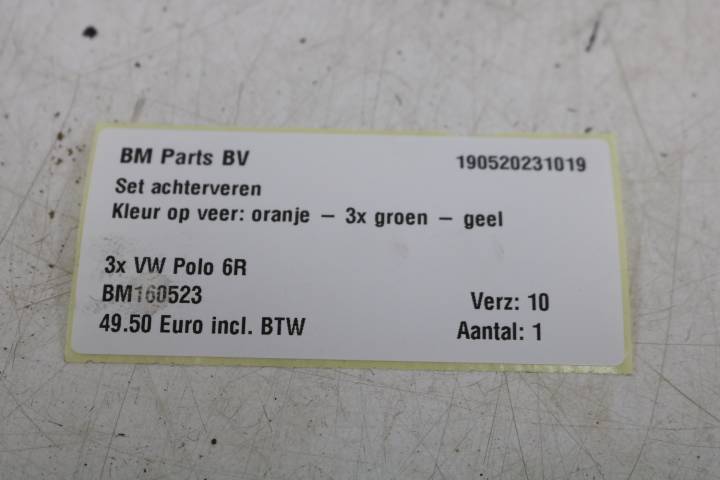 BM Parts BV 190520231019
Set achterveren
Kleur op veer: oranje – 3x groen – geel
3x VW Polo 6R
BM160523 Verz: 10
49.50 Euro incl. BTW Aantal: 1